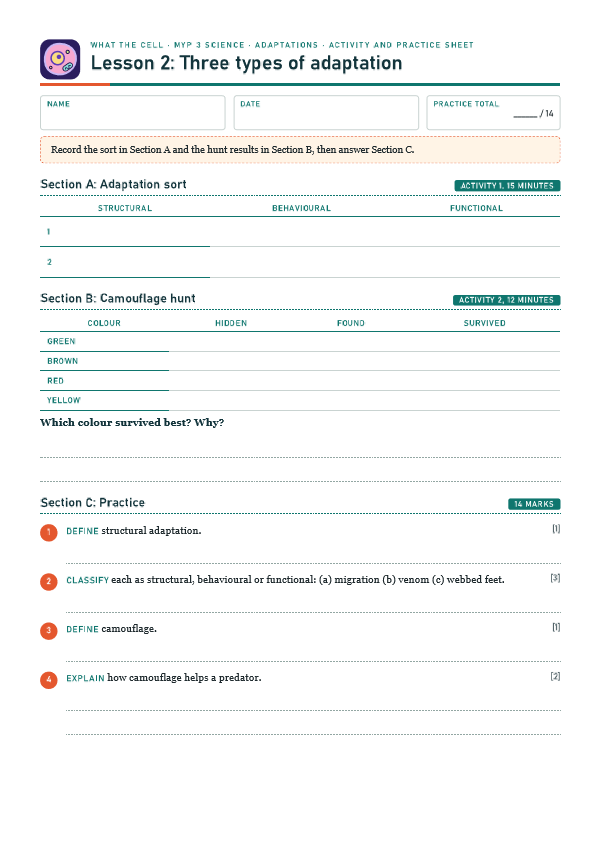 WHAT THE CELL · MYP 3 SCIENCE · ADAPTATIONS · ACTIVITY AND PRACTICE SHEET
Lesson 2: Three types of adaptation
NAME DATE PRACTICE TOTAL
_____ / 14
Record the sort in Section A and the hunt results in Section B, then answer Section C.
Section A: Adaptation sort ACTIVITY 1, 15 MINUTES
STRUCTURAL BEHAVIOURAL FUNCTIONAL
1
2
Section B: Camouflage hunt ACTIVITY 2, 12 MINUTES
COLOUR HIDDEN FOUND SURVIVED
GREEN
BROWN
RED
YELLOW
Which colour survived best? Why?
Section C: Practice 14 MARKS
1 DEFINE structural adaptation. [1]
2 CLASSIFY each as structural, behavioural or functional: (a) migration (b) venom (c) webbed feet. [3]
3 DEFINE camouflage. [1]
4 EXPLAIN how camouflage helps a predator. [2]